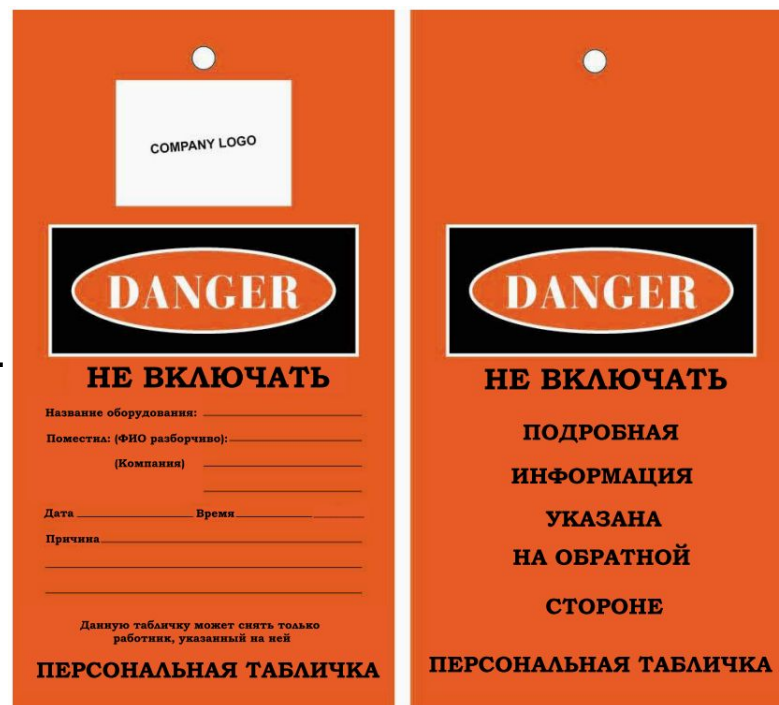 COMPANY LOGO
DANGER
НЕ ВКЛЮЧАТЬ
Название оборудования:
Поместил: (ФИО разборчиво):
(Компания)
Дата Время
Причина
Данную табличку может снять только
работник, указанный на ней
ПЕРСОНАЛЬНАЯ ТАБЛИЧКА
DANGER
НЕ ВКЛЮЧАТЬ
ПОДРОБНАЯ
ИНФОРМАЦИЯ
УКАЗАНА
НА ОБРАТНОЙ
СТОРОНЕ
ПЕРСОНАЛЬНАЯ ТАБЛИЧКА